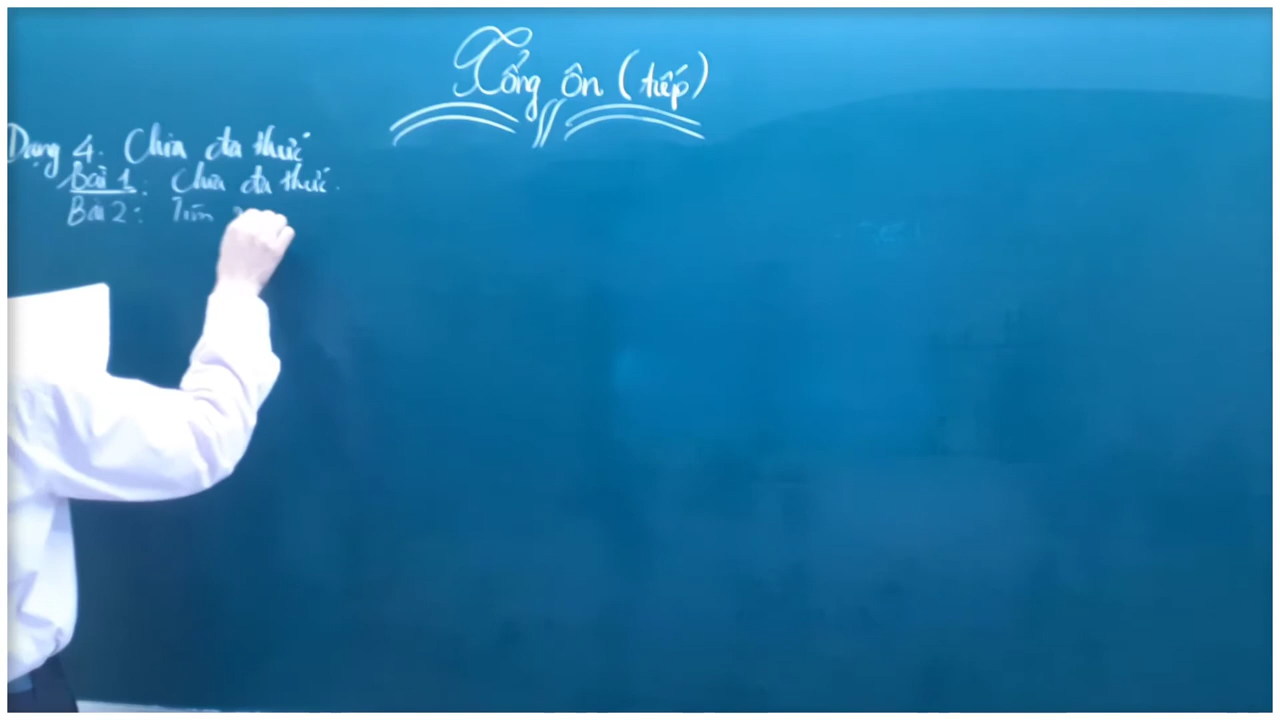 Tổng ôn (tiếp)
Dạng 4. Chia đa thức
Bài 1. Chia đa thức.
Bài 2: Tìm